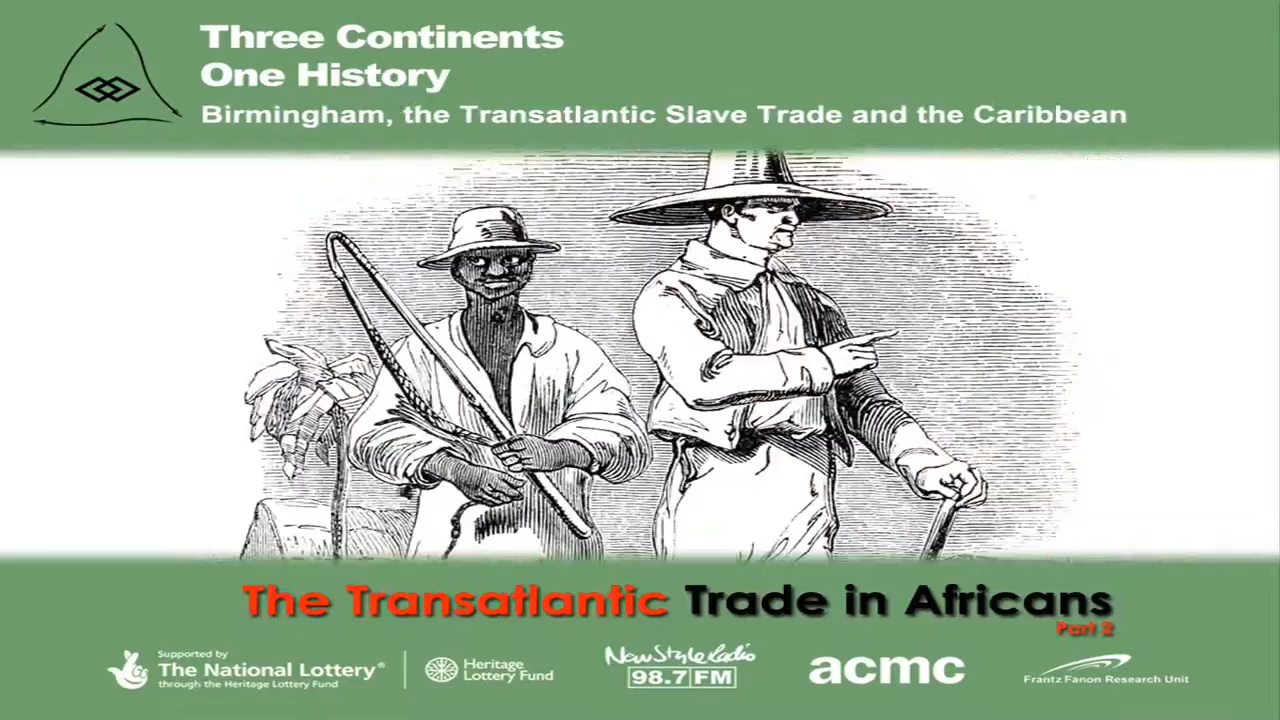 Three Continents
One History
Birmingham, the Transatlantic Slave Trade and the Caribbean
The Transatlantic Trade in Africans
Part 2
Supported by
The National Lottery®
through the Heritage Lottery Fund
Heritage
Lottery Fund
NewStyleRadio
98.7 FM
acmc
Frantz Fanon Research Unit